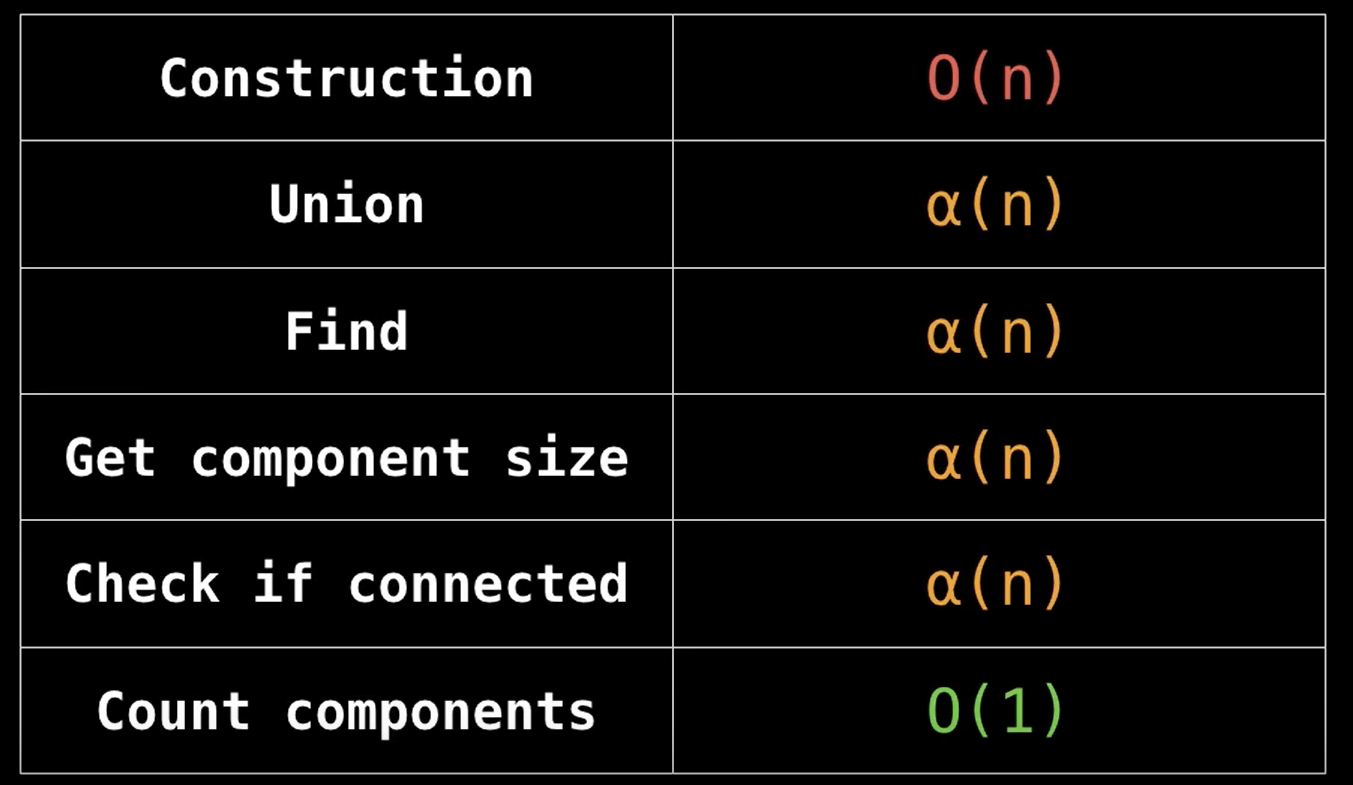 Construction O(n)
Union α(n)
Find α(n)
Get component size α(n)
Check if connected α(n)
Count components O(1)